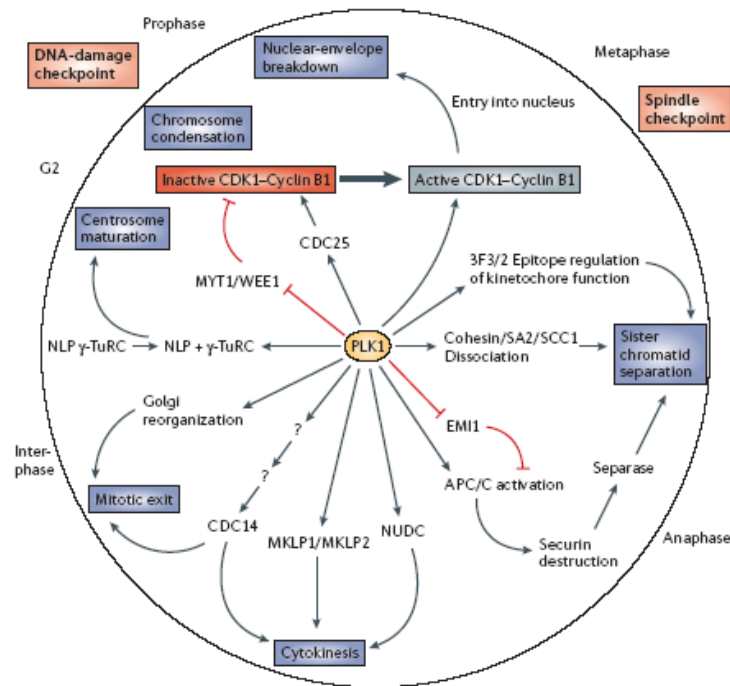 Prophase
DNA-damage
checkpoint
Nuclear-envelope
breakdown
Metaphase
Entry into nucleus
Spindle
checkpoint
Chromosome
condensation
G2
Inactive CDK1–Cyclin B1
Active CDK1–Cyclin B1
Centrosome
maturation
CDC25
MYT1/WEE1
3F3/2 Epitope regulation
of kinetochore function
NLP γ-TuRC
NLP + γ-TuRC
PLK1
Cohesin/SA2/SCC1
Dissociation
Sister
chromatid
separation
Golgi
reorganization
?
EMI1
Inter-
phase
?
Separase
Mitotic exit
APC/C activation
CDC14
MKLP1/MKLP2
NUDC
Securin
destruction
Anaphase
Cytokinesis